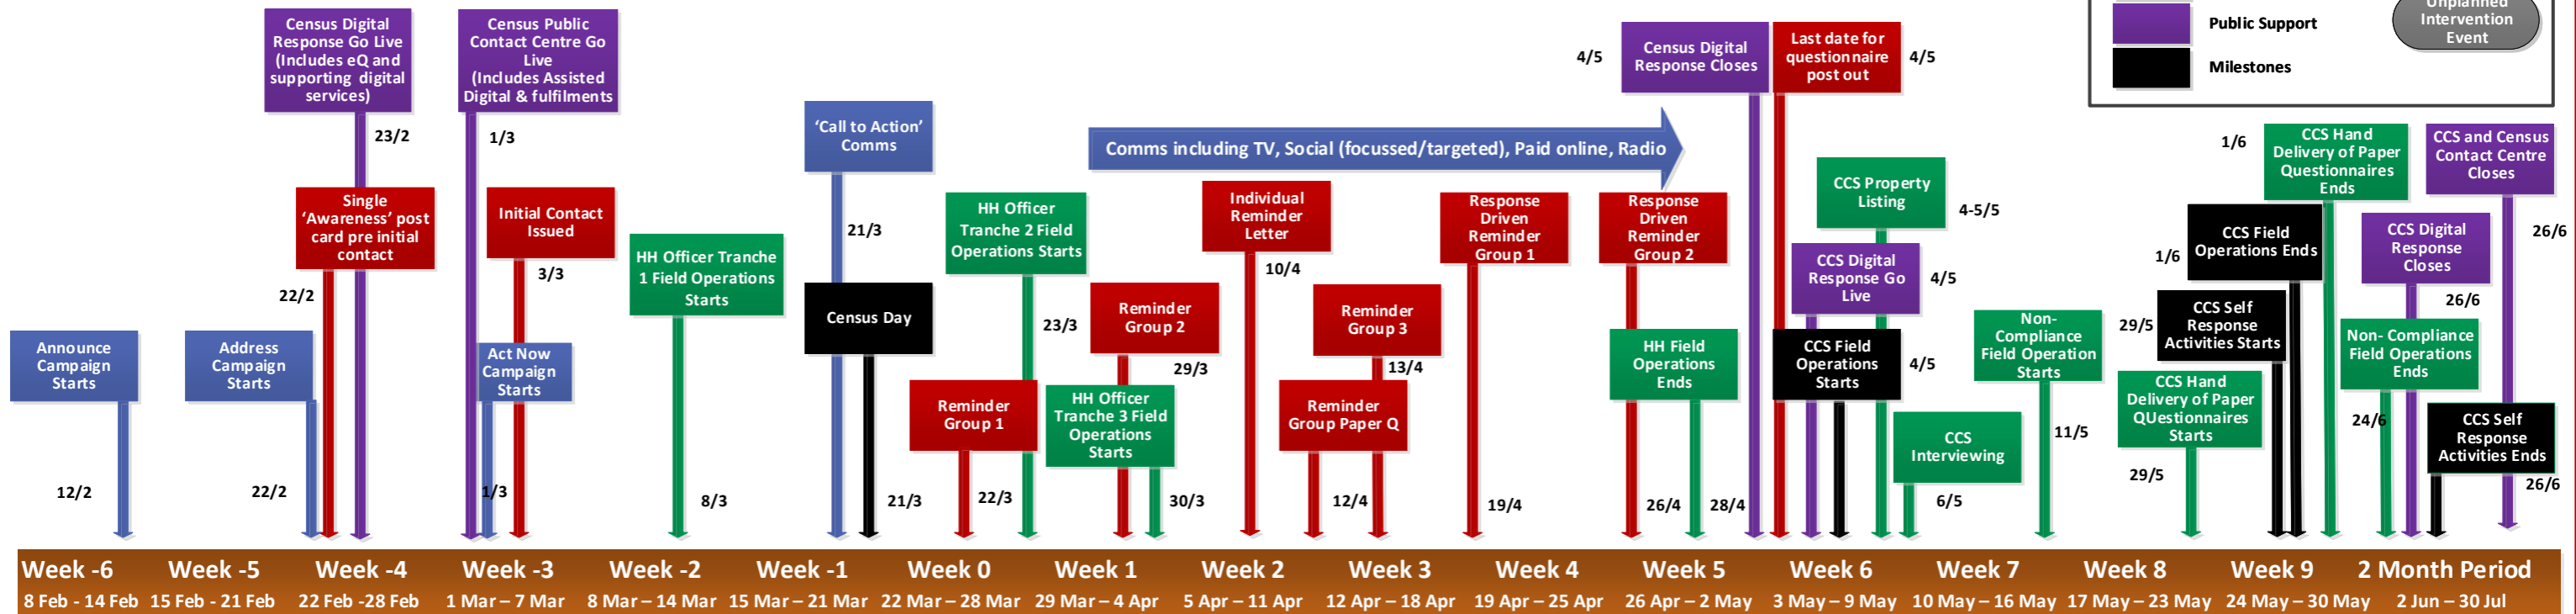 Census Digital
Response Go Live
(Includes eQ and
supporting digital
services)
23/2
Census Public
Contact Centre Go
Live
(Includes Assisted
Digital & fulfilments
1/3
Single
‘Awareness’ post
card pre initial
contact
22/2
Initial Contact
Issued
3/3
Announce
Campaign
Starts
12/2
Address
Campaign
Starts
22/2
Act Now
Campaign
Starts
1/3
HH Officer Tranche
1 Field Operations
Starts
8/3
‘Call to Action’
Comms
21/3
Census Day
21/3
HH Officer
Tranche 2 Field
Operations Starts
23/3
Reminder
Group 1
22/3
Comms including TV, Social (focussed/targeted), Paid online, Radio
Reminder
Group 2
29/3
HH Officer
Tranche 3 Field
Operations
Starts
30/3
Individual
Reminder
Letter
10/4
Reminder
Group 3
13/4
Reminder
Group Paper Q
12/4
Response
Driven
Reminder
Group 1
19/4
Response
Driven
Reminder
Group 2
26/4
HH Field
Operations
Ends
28/4
4/5
Census Digital
Response Closes
Last date for
questionnaire
post out
4/5
CCS Property
Listing
4-5/5
CCS Digital
Response Go
Live
4/5
CCS Field
Operations
Starts
4/5
CCS
Interviewing
6/5
Non-
Compliance
Field Operation
Starts
11/5
Public Support
Milestones
Unplanned
Intervention
Event
1/6
CCS Hand
Delivery of Paper
Questionnaires
Ends
CCS and Census
Contact Centre
Closes
26/6
CCS Field
Operations Ends
1/6
CCS Digital
Response
Closes
26/6
CCS Self
Response
Activities Starts
29/5
Non- Compliance
Field Operations
Ends
24/6
CCS Hand
Delivery of Paper
QUestionnaires
Starts
29/5
CCS Self
Response
Activities Ends
26/6
Week -6
Week -5
Week -4
Week -3
Week -2
Week -1
Week 0
Week 1
Week 2
Week 3
Week 4
Week 5
Week 6
Week 7
Week 8
Week 9
2 Month Period
8 Feb - 14 Feb
15 Feb - 21 Feb
22 Feb -28 Feb
1 Mar – 7 Mar
8 Mar – 14 Mar
15 Mar – 21 Mar
22 Mar – 28 Mar
29 Mar – 4 Apr
5 Apr – 11 Apr
12 Apr – 18 Apr
19 Apr – 25 Apr
26 Apr – 2 May
3 May – 9 May
10 May – 16 May
17 May – 23 May
24 May – 30 May
2 Jun – 30 Jul